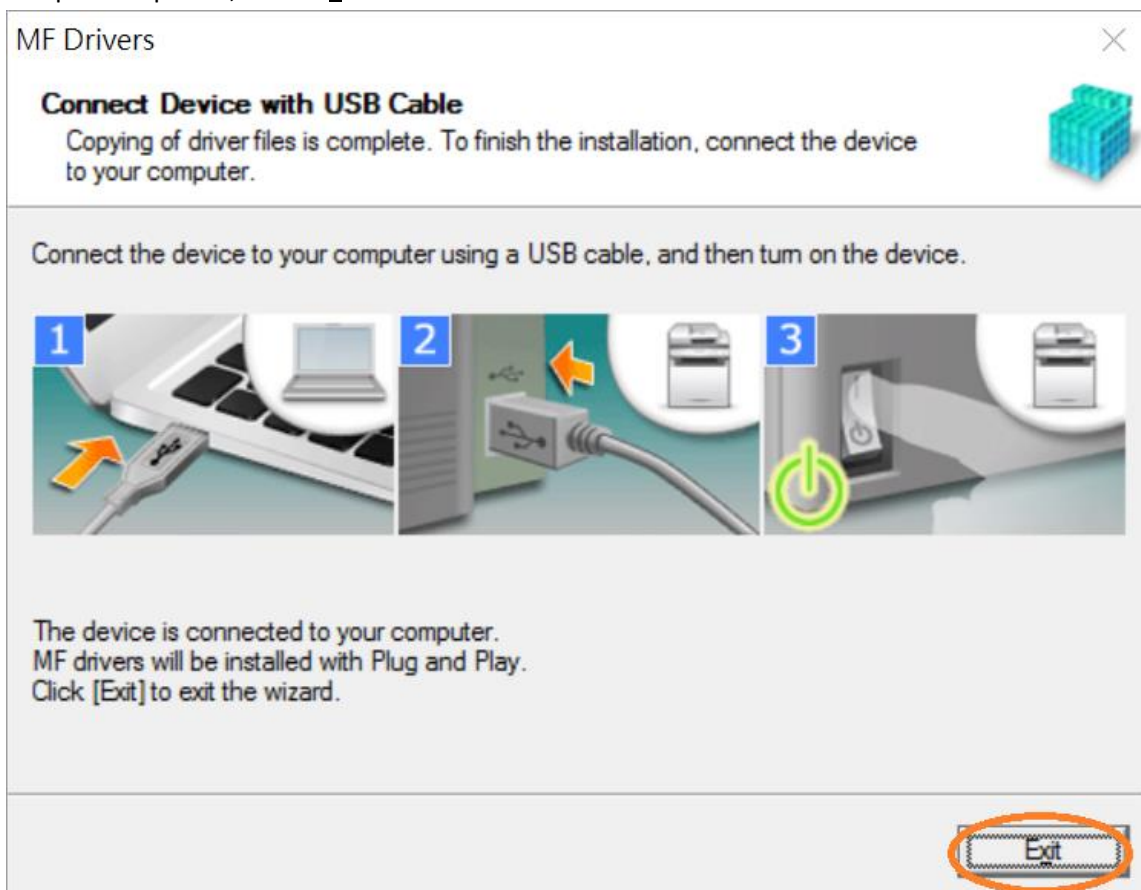 MF Drivers
Connect Device with USB Cable
Copying of driver files is complete. To finish the installation, connect the device
to your computer.
Connect the device to your computer using a USB cable, and then turn on the device.
1
2
3
The device is connected to your computer.
MF drivers will be installed with Plug and Play.
Click [Exit] to exit the wizard.
Exit